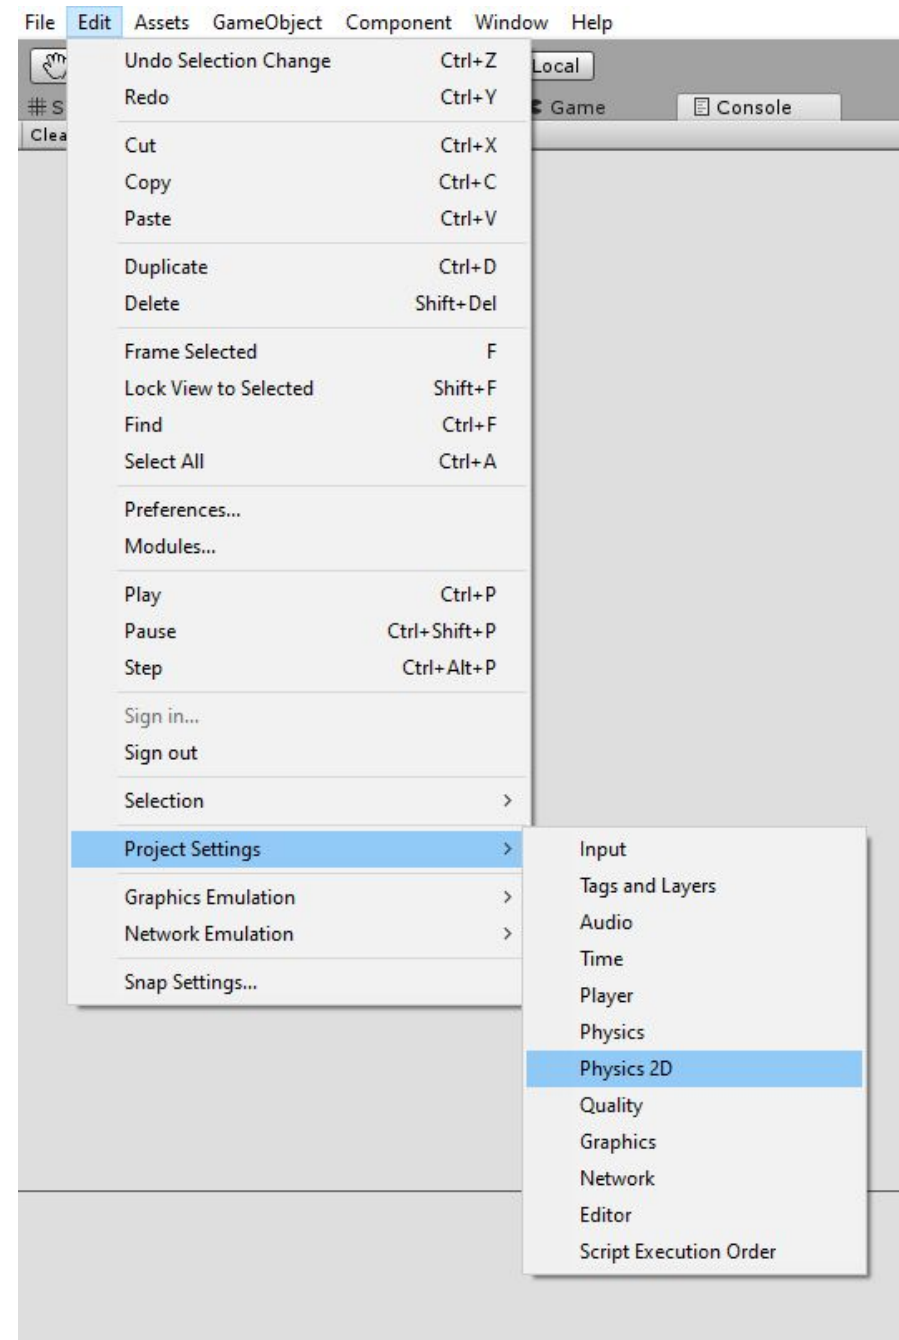 File Edit Assets GameObject Component Window Help
Undo Selection Change Ctrl+Z
Local
Redo Ctrl+Y
# S
Game
Console
Clea
Cut Ctrl+X
Copy Ctrl+C
Paste Ctrl+V
Duplicate Ctrl+D
Delete Shift+Del
Frame Selected F
Lock View to Selected Shift+F
Find Ctrl+F
Select All Ctrl+A
Preferences...
Modules...
Play Ctrl+P
Pause Ctrl+Shift+P
Step Ctrl+Alt+P
Sign in...
Sign out
Selection >
Project Settings >
Graphics Emulation >
Network Emulation >
Snap Settings...
Input
Tags and Layers
Audio
Time
Player
Physics
Physics 2D
Quality
Graphics
Network
Editor
Script Execution Order